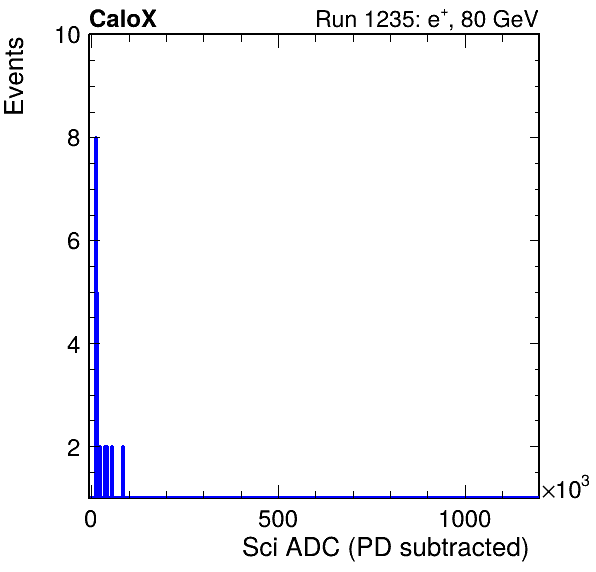 CaloX Run 1235: e⁺, 80 GeV
Events
10
8
6
4
2
0 500 1000 ×10³
Sci ADC (PD subtracted)